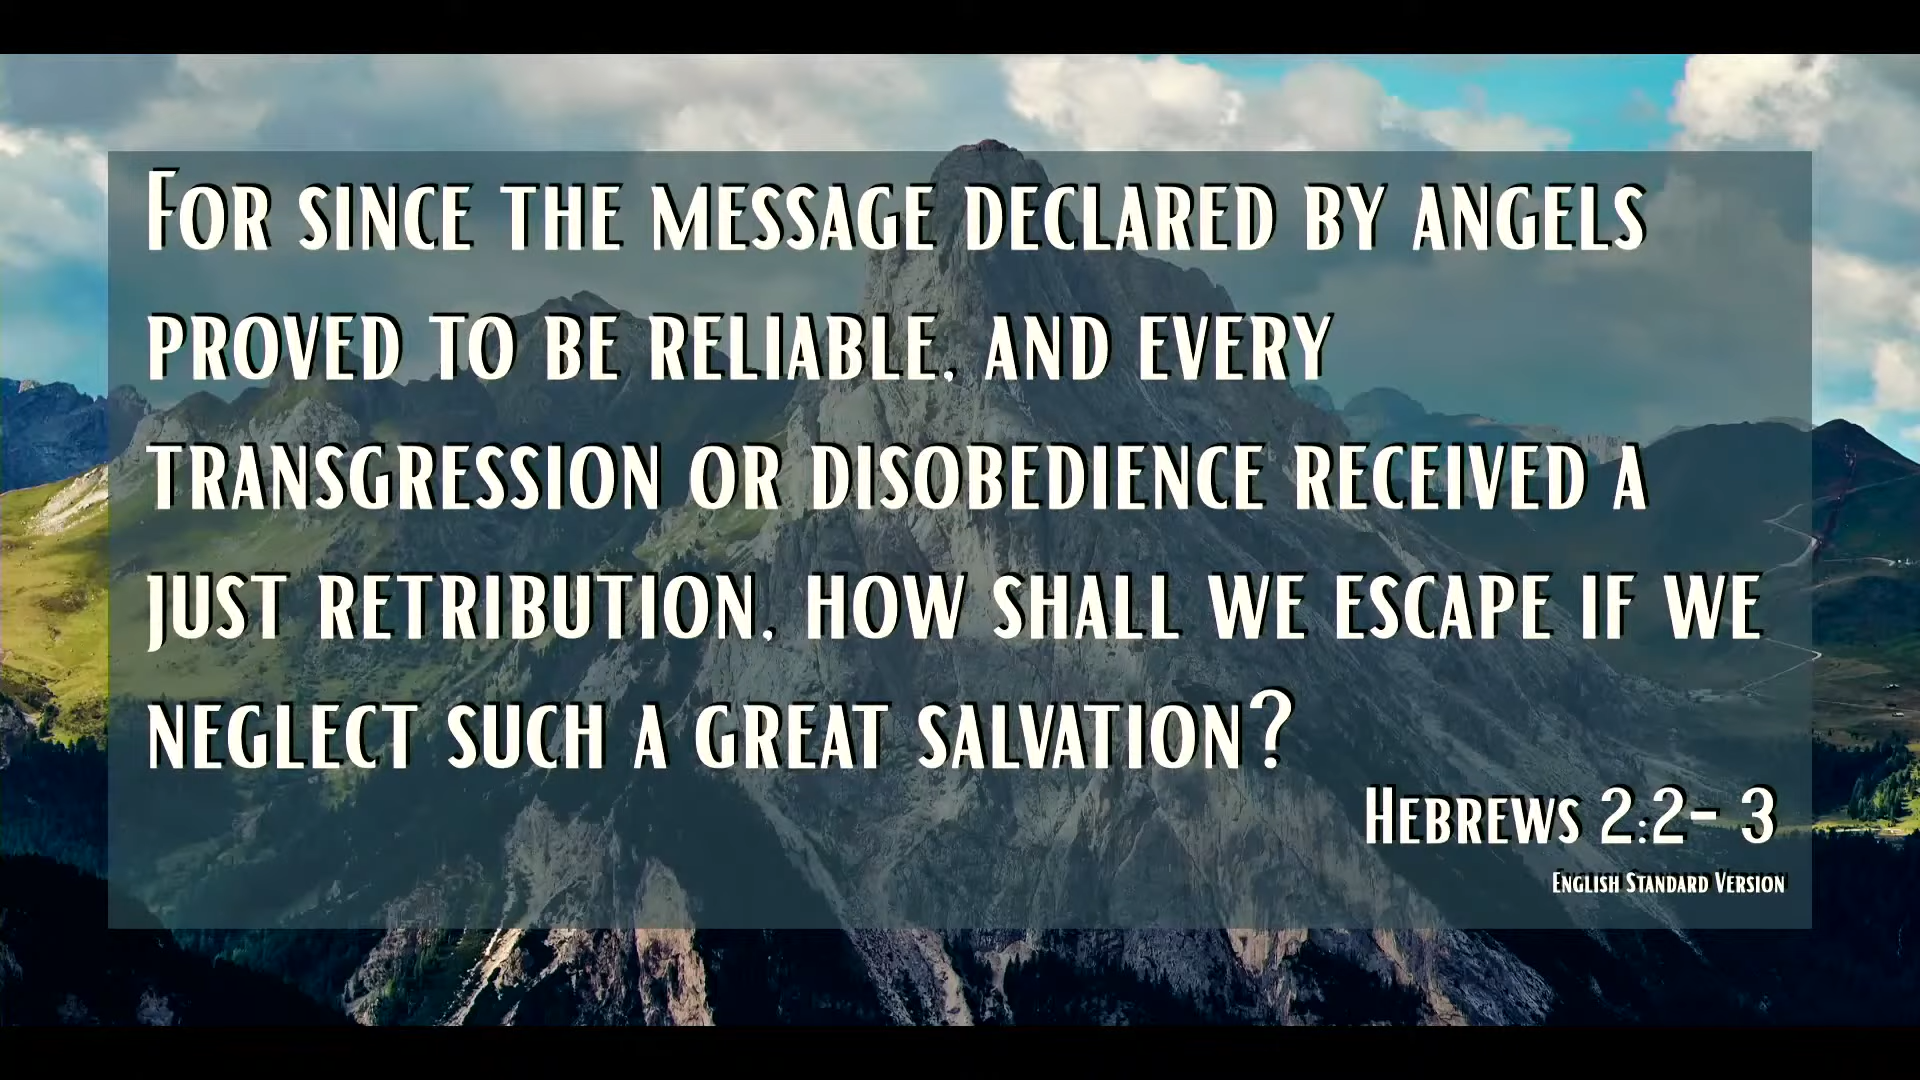 For since the message declared by angels
proved to be reliable, and every
transgression or disobedience received a
just retribution, how shall we escape if we
neglect such a great salvation?
Hebrews 2:2- 3
English Standard Version